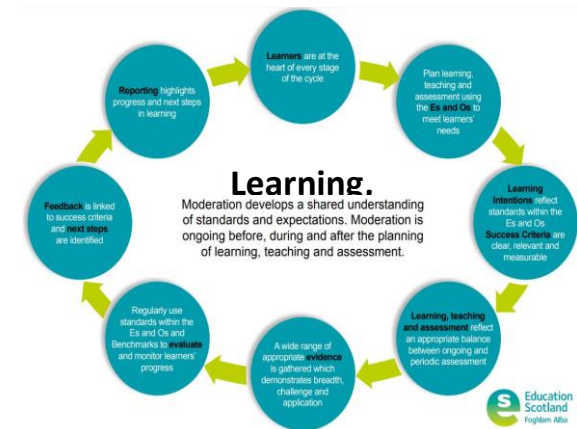 Learners are at the
heart of every stage
of the cycle
Plan learning,
teaching and
assessment using
the Es and Os to
meet learners'
needs
Learning
Intentions reflect
standards within the
Es and Os
Success Criteria are
clear, relevant and
measurable
Learning, teaching
and assessment reflect
an appropriate balance
between ongoing and
periodic assessment
A wide range of
appropriate evidence
is gathered which
demonstrates breadth,
challenge and
application
Regularly use
standards within the
Es and Os and
Benchmarks to evaluate
and monitor learners'
progress
Feedback is linked
to success criteria
and next steps
are identified
Reporting highlights
progress and next steps
in learning
Learning.
Moderation develops a shared understanding
of standards and expectations. Moderation is
ongoing before, during and after the planning
of learning, teaching and assessment.
Education
Scotland
Foghlam Alba